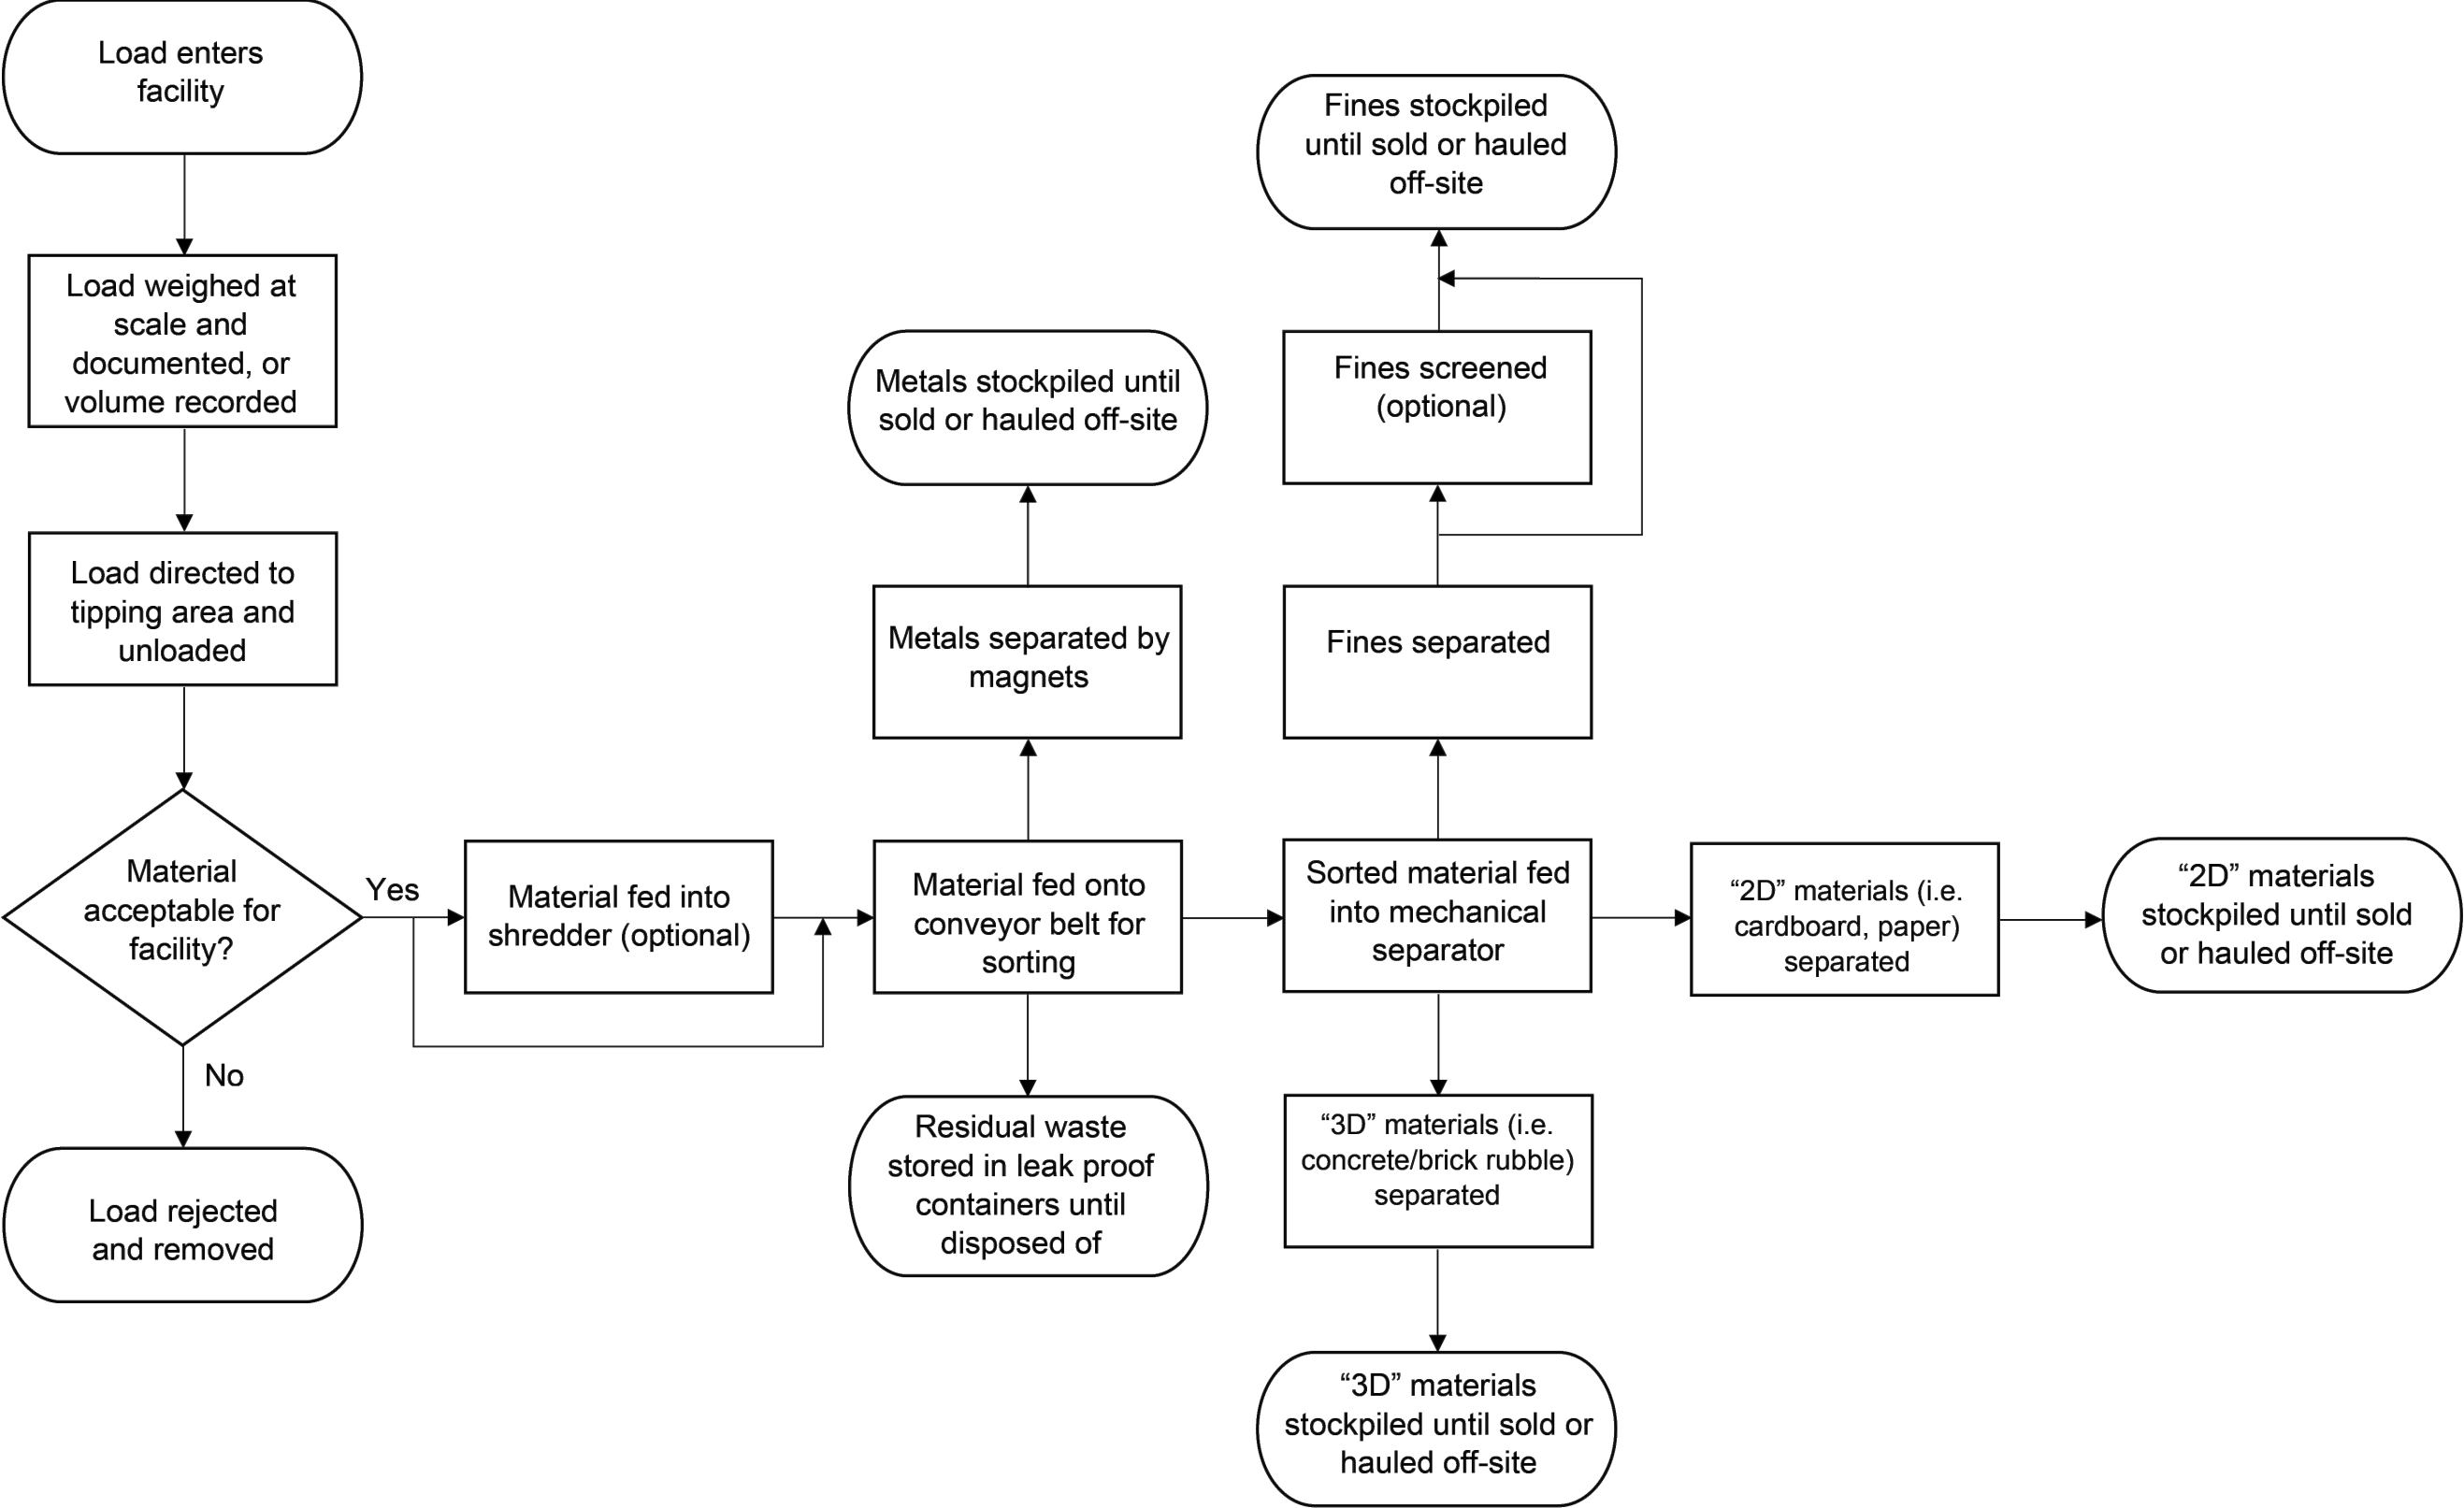 Load enters
facility
Load weighed at
scale and
documented, or
volume recorded
Load directed to
tipping area and
unloaded
Material
acceptable for
facility?
Yes
No
Load rejected
and removed
Material fed into
shredder (optional)
Material fed onto
conveyor belt for
sorting
Metals separated by
magnets
Metals stockpiled until
sold or hauled off-site
Residual waste
stored in leak proof
containers until
disposed of
Sorted material fed
into mechanical
separator
Fines separated
Fines screened
(optional)
Fines stockpiled
until sold or hauled
off-site
“2D” materials (i.e.
cardboard, paper)
separated
“2D” materials
stockpiled until sold
or hauled off-site
“3D” materials (i.e.
concrete/brick rubble)
separated
“3D” materials
stockpiled until sold or
hauled off-site